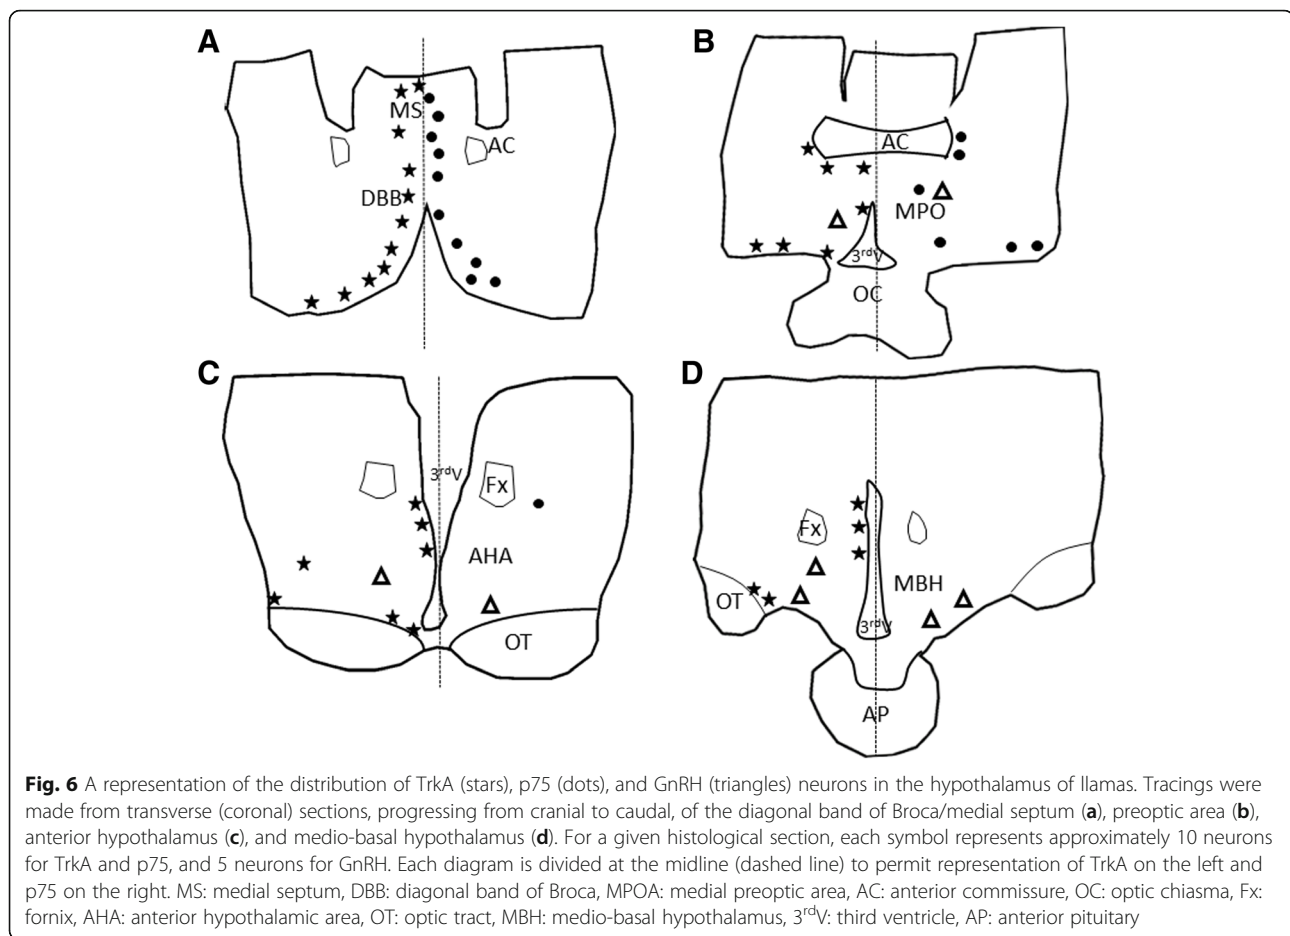 A
MS
AC
DBB
B
AC
MPO
3rdV
OC
C
3rdV
Fx
AHA
OT
D
Fx
MBH
OT
3rdV
AP
Fig. 6 A representation of the distribution of TrkA (stars), p75 (dots), and GnRH (triangles) neurons in the hypothalamus of llamas. Tracings were
made from transverse (coronal) sections, progressing from cranial to caudal, of the diagonal band of Broca/medial septum (a), preoptic area (b),
anterior hypothalamus (c), and medio-basal hypothalamus (d). For a given histological section, each symbol represents approximately 10 neurons
for TrkA and p75, and 5 neurons for GnRH. Each diagram is divided at the midline (dashed line) to permit representation of TrkA on the left and
p75 on the right. MS: medial septum, DBB: diagonal band of Broca, MPOA: medial preoptic area, AC: anterior commissure, OC: optic chiasma, Fx:
fornix, AHA: anterior hypothalamic area, OT: optic tract, MBH: medio-basal hypothalamus, 3rdV: third ventricle, AP: anterior pituitary